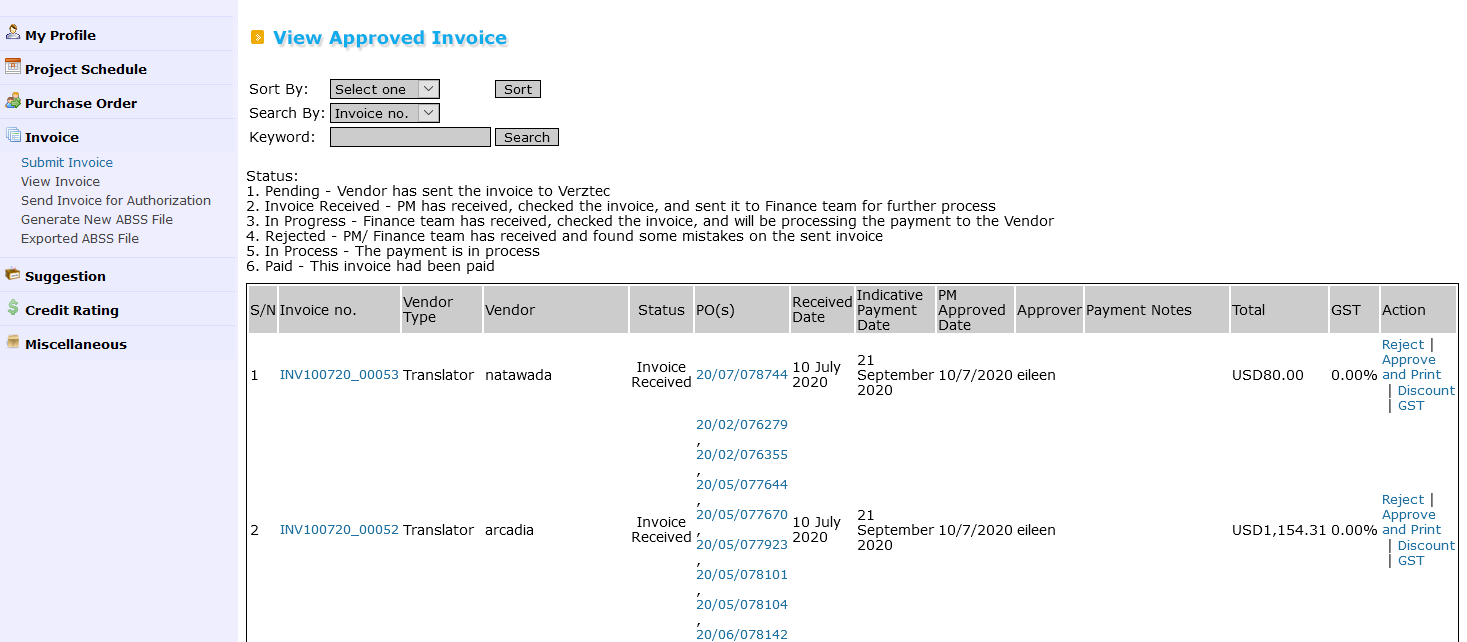 My Profile
Project Schedule
Purchase Order
Invoice
Submit Invoice
View Invoice
Send Invoice for Authorization
Generate New ABSS File
Exported ABSS File
Suggestion
Credit Rating
Miscellaneous
View Approved Invoice
Sort By: Select one Sort
Search By: Invoice no.
Keyword: Search
Status:
1. Pending - Vendor has sent the invoice to Verztec
2. Invoice Received - PM has received, checked the invoice, and sent it to Finance team for further process
3. In Progress - Finance team has received, checked the invoice, and will be processing the payment to the Vendor
4. Rejected - PM/ Finance team has received and found some mistakes on the sent invoice
5. In Process - The payment is in process
6. Paid - This invoice had been paid
S/N
Invoice no.
Vendor
Type
Vendor
Status
PO(s)
Received
Date
Indicative
Payment
Date
PM
Approved
Date
Approver
Payment Notes
Total
GST
Action
1
INV100720_00053
Translator
natawada
Invoice
Received
20/07/078744
10 July
2020
21
September
2020
10/7/2020
eileen
USD80.00
0.00%
Reject |
Approve
and Print
| Discount
| GST
2
INV100720_00052
Translator
arcadia
Invoice
Received
20/02/076279
,
20/02/076355
,
20/05/077644
,
20/05/077670
,
20/05/077923
,
20/05/078101
,
20/05/078104
,
20/06/078142
10 July
2020
21
September
2020
10/7/2020
eileen
USD1,154.31
0.00%
Reject |
Approve
and Print
| Discount
| GST